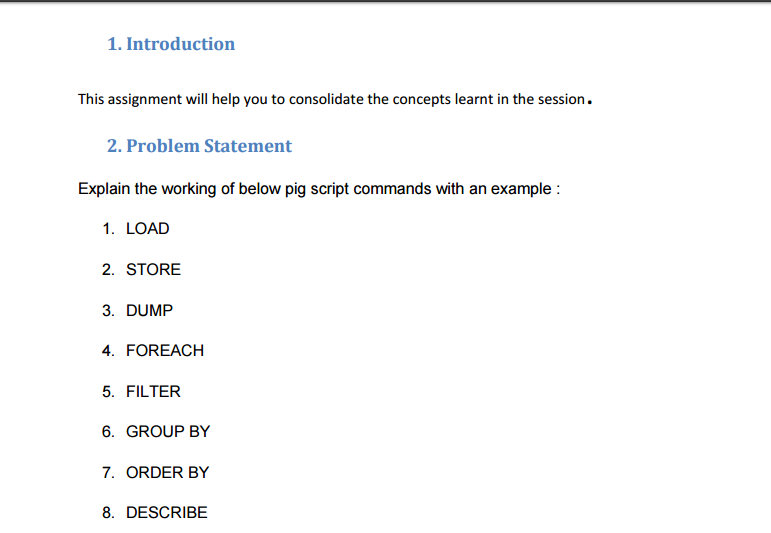 1. Introduction
This assignment will help you to consolidate the concepts learnt in the session.
2. Problem Statement
Explain the working of below pig script commands with an example :
1. LOAD
2. STORE
3. DUMP
4. FOREACH
5. FILTER
6. GROUP BY
7. ORDER BY
8. DESCRIBE